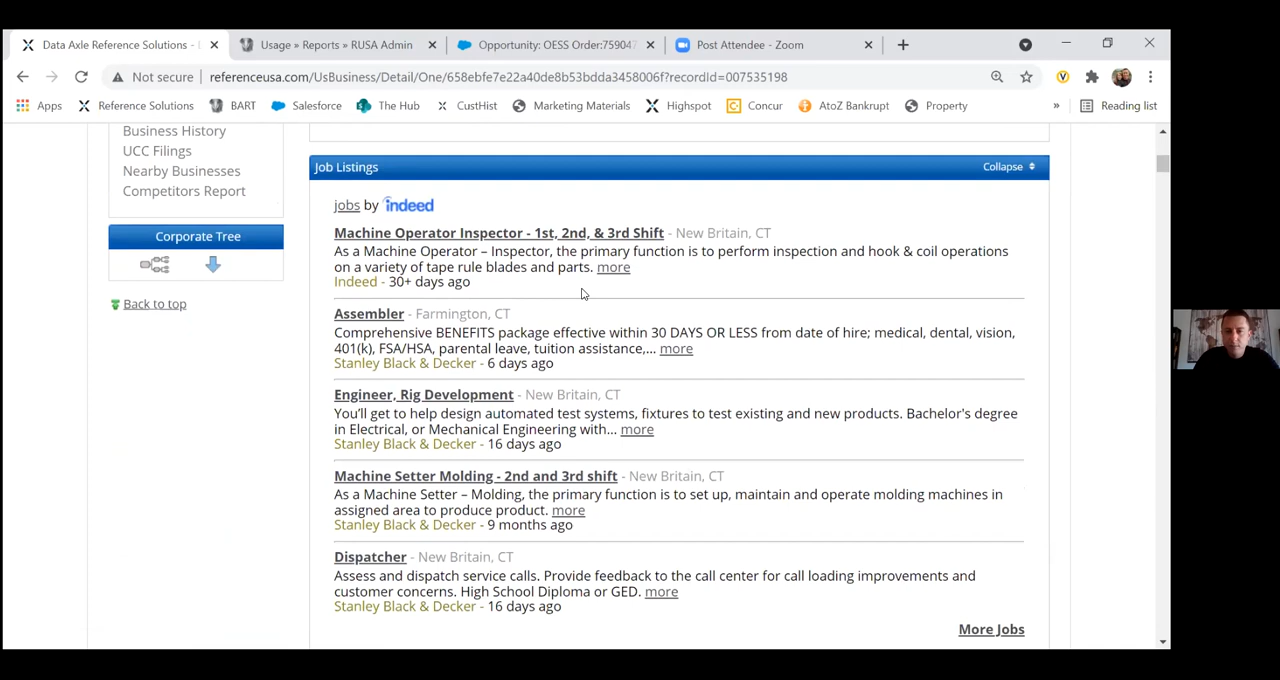 Data Axle Reference Solutions -
Usage » Reports » RUSA Admin
Opportunity: OESS Order:75904
Post Attendee - Zoom
Not secure
referenceusa.com/UsBusiness/Detail/One/658ebfe7e22a40de8b53bdda3458006f?recordId=007535198
Apps
Reference Solutions
BART
Salesforce
The Hub
CustHist
Marketing Materials
Highspot
Concur
AtoZ Bankrupt
Property
»
Reading list
Business History
UCC Filings
Nearby Businesses
Competitors Report
Corporate Tree
Back to top
Job Listings
Collapse
jobs by indeed
Machine Operator Inspector - 1st, 2nd, & 3rd Shift - New Britain, CT
As a Machine Operator – Inspector, the primary function is to perform inspection and hook & coil operations
on a variety of tape rule blades and parts. more
Indeed - 30+ days ago
Assembler - Farmington, CT
Comprehensive BENEFITS package effective within 30 DAYS OR LESS from date of hire; medical, dental, vision,
401(k), FSA/HSA, parental leave, tuition assistance,... more
Stanley Black & Decker - 6 days ago
Engineer, Rig Development - New Britain, CT
You'll get to help design automated test systems, fixtures to test existing and new products. Bachelor's degree
in Electrical, or Mechanical Engineering with... more
Stanley Black & Decker - 16 days ago
Machine Setter Molding - 2nd and 3rd shift - New Britain, CT
As a Machine Setter – Molding, the primary function is to set up, maintain and operate molding machines in
assigned area to produce product. more
Stanley Black & Decker - 9 months ago
Dispatcher - New Britain, CT
Assess and dispatch service calls. Provide feedback to the call center for call loading improvements and
customer concerns. High School Diploma or GED. more
Stanley Black & Decker - 16 days ago
More Jobs